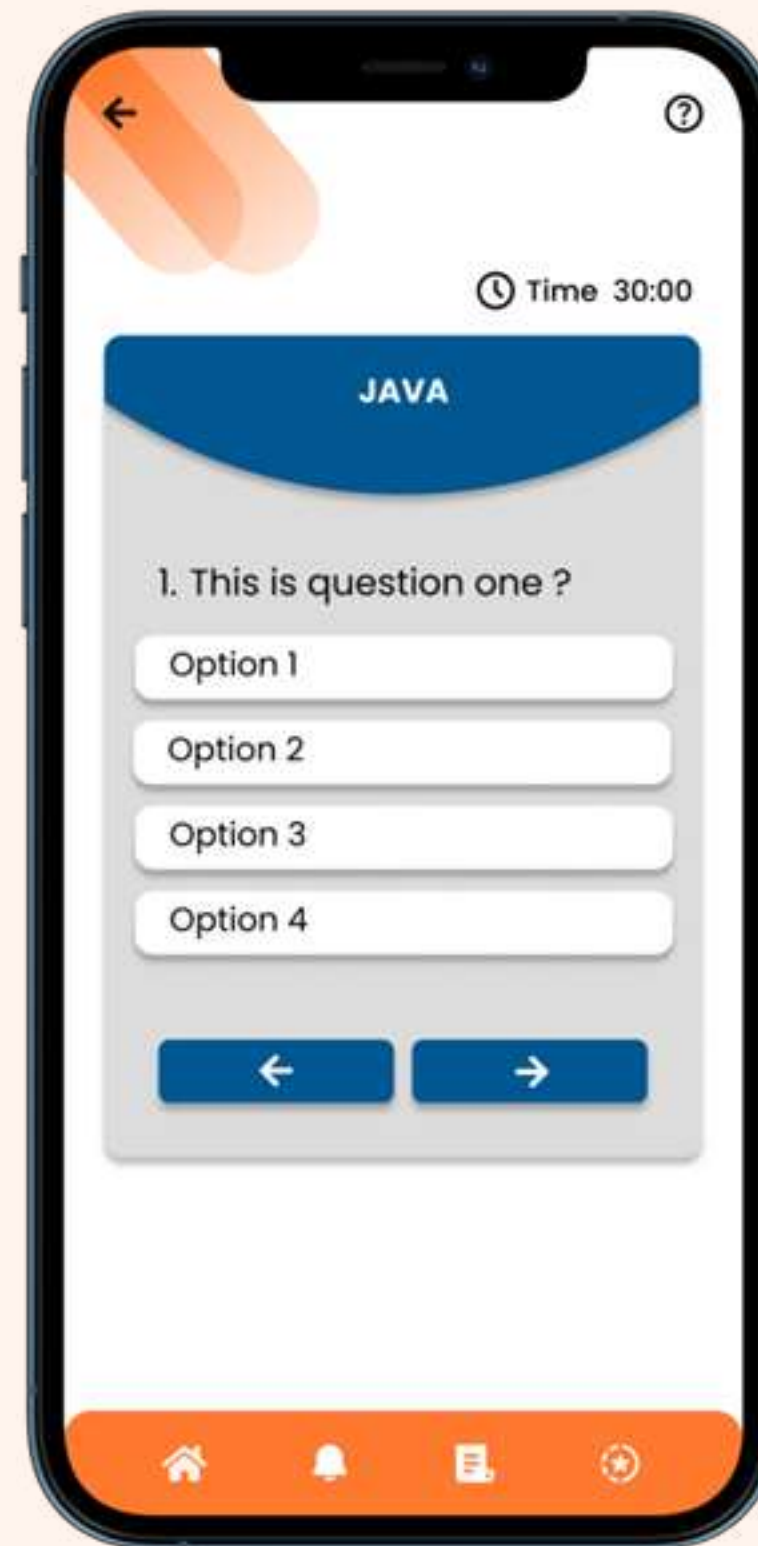 Time 30:00
JAVA
1. This is question one ?
Option 1
Option 2
Option 3
Option 4